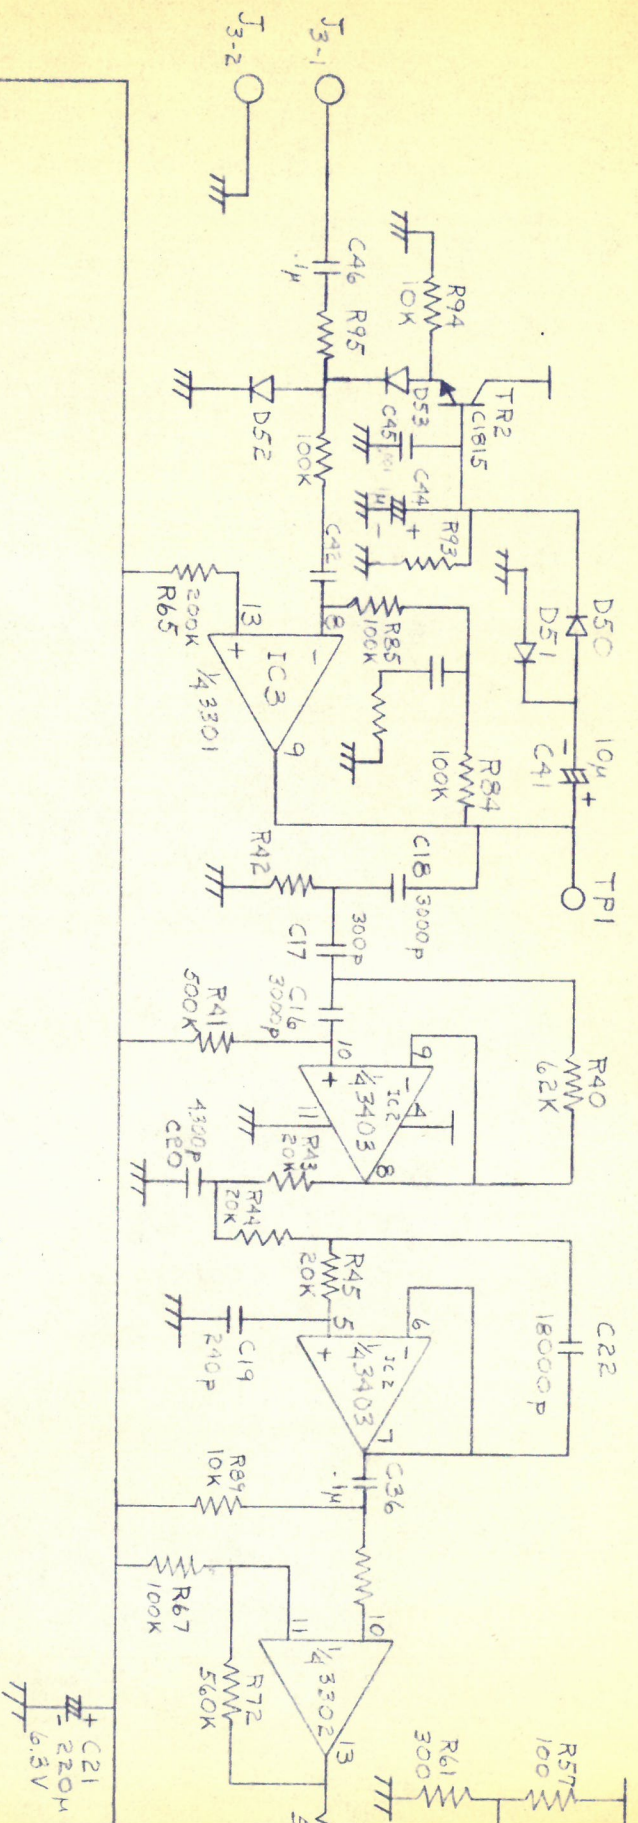 J3-1
J3-2
C46
.1μ
R95
R94
10K
TR2
C1815
D53
D52
100K
C45
.001
C44
1μ
+
-
R93
C42
D50
D51
10μ
C41
-
+
TP1
R85
100K
R84
100K
8
-
13
+
IC3
1/4 3301
9
R65
200K
C18
3000p
R42
C17
300p
C16
3000p
R41
500K
R40
62K
9
-
10
+
IC2
1/4 3403
4
11
8
R43
20K
R44
20K
C20
4300p
R45
20K
C19
240p
C22
18000p
6
-
5
+
IC2
1/4 3403
7
C36
.1μ
R89
10K
R67
100K
10
11
1/4 3302
13
R72
560K
C21
220μ
6.3V
+
-
R57
100
R61
300